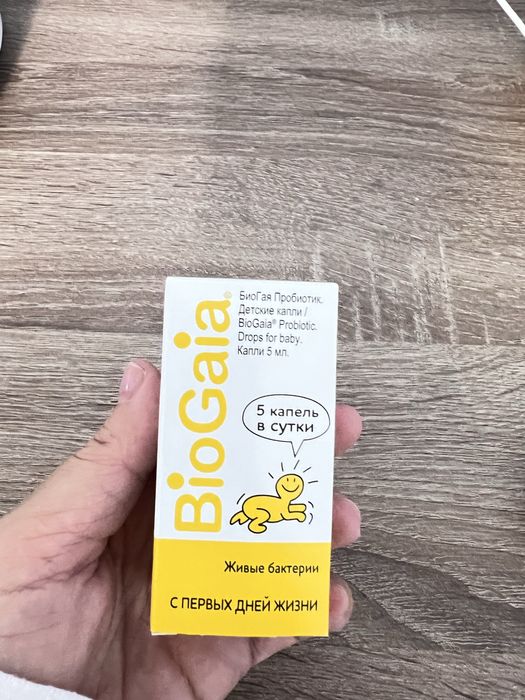 BioGaia®
БиоГая Пробиотик.
Детские капли /
BioGaia® Probiotic.
Drops for baby.
Капли 5 мл.
5 капель
в сутки
Живые бактерии
С ПЕРВЫХ ДНЕЙ ЖИЗНИ